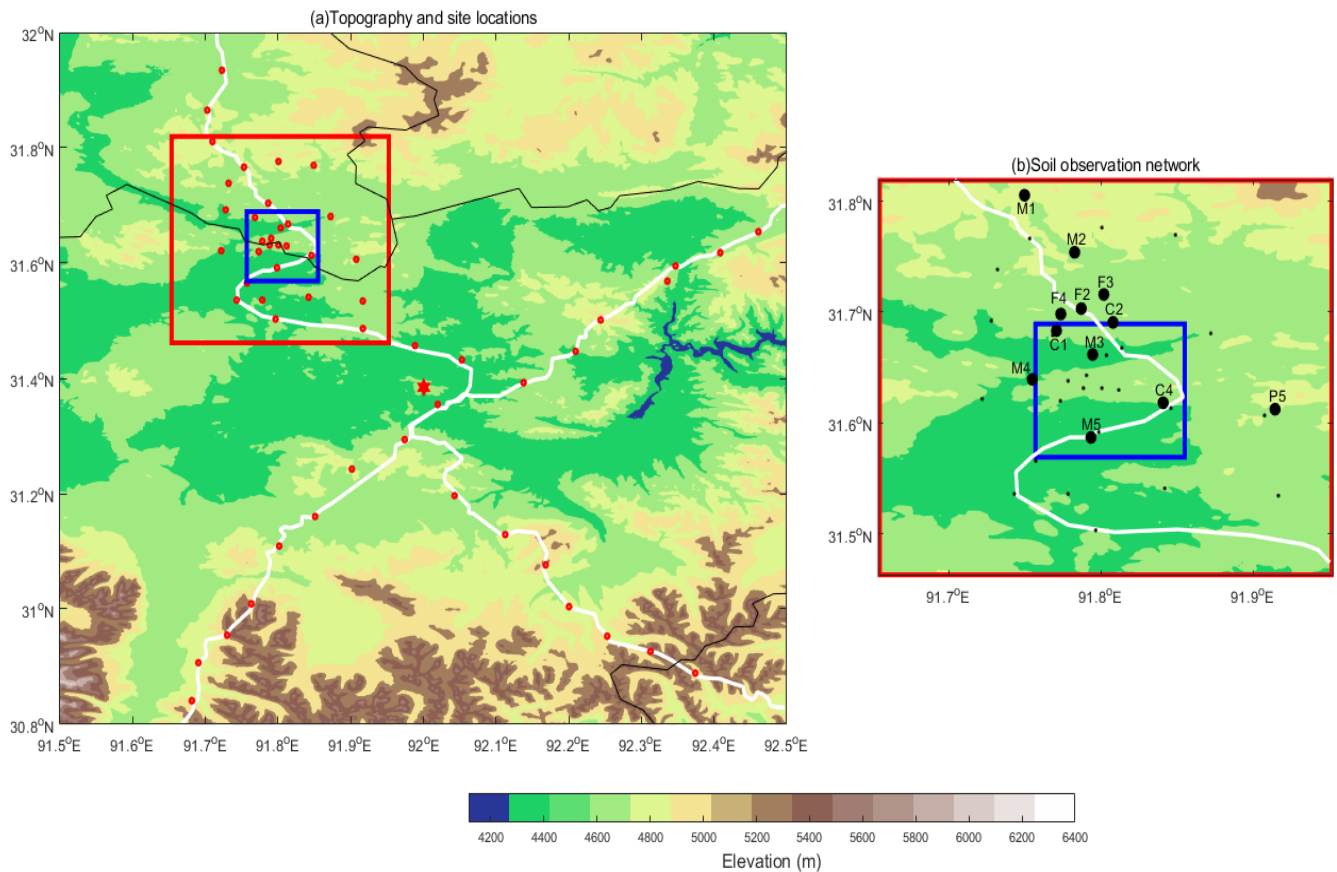 (a)Topography and site locations
32°N
31.8°N
31.6°N
31.4°N
31.2°N
31°N
30.8°N
91.5°E 91.6°E 91.7°E 91.8°E 91.9°E 92°E 92.1°E 92.2°E 92.3°E 92.4°E 92.5°E
(b)Soil observation network
31.8°N
31.7°N
31.6°N
31.5°N
M1
M2
F3
F4 F2
C2
C1 M3
M4
C4 P5
M5
91.7°E 91.8°E 91.9°E
4200 4400 4600 4800 5000 5200 5400 5600 5800 6000 6200 6400
Elevation (m)